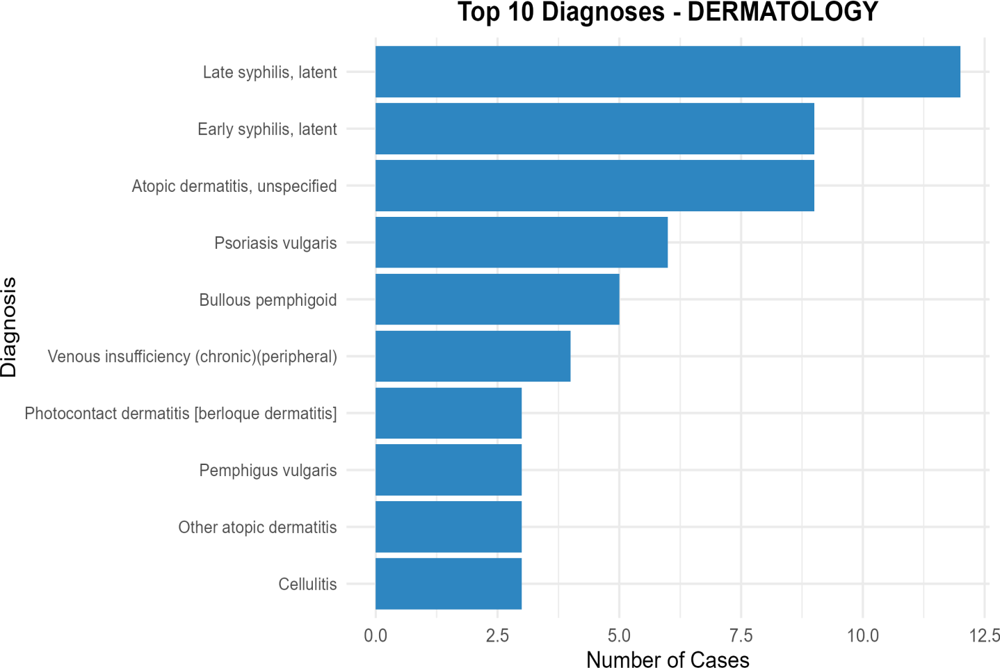 Top 10 Diagnoses - DERMATOLOGY
Diagnosis
Late syphilis, latent
Early syphilis, latent
Atopic dermatitis, unspecified
Psoriasis vulgaris
Bullous pemphigoid
Venous insufficiency (chronic)(peripheral)
Photocontact dermatitis [berloque dermatitis]
Pemphigus vulgaris
Other atopic dermatitis
Cellulitis
0.0 2.5 5.0 7.5 10.0 12.5
Number of Cases